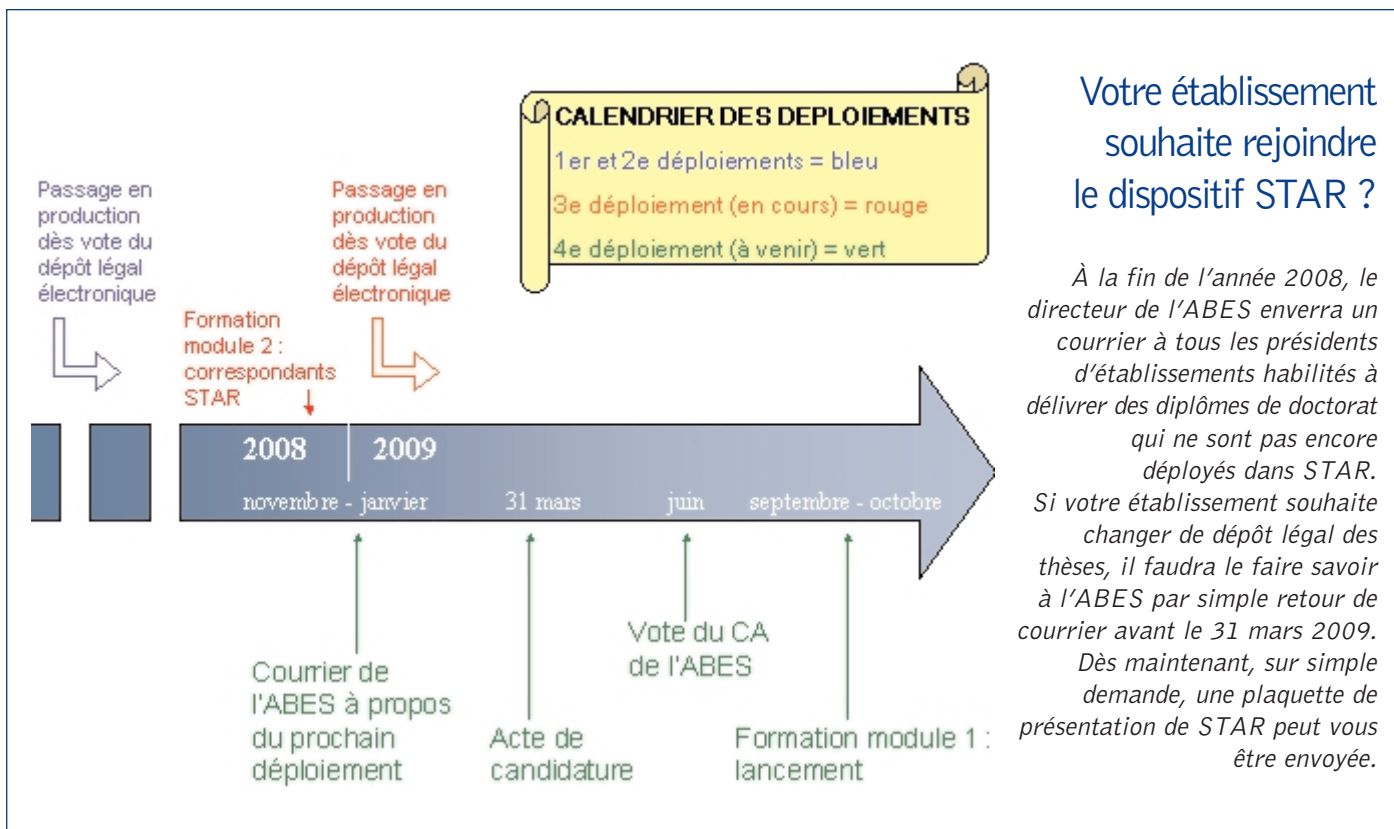 CALENDRIER DES DEPLOIEMENTS
1er et 2e déploiements = bleu
3e déploiement (en cours) = rouge
4e déploiement (à venir) = vert
Passage en
production
dès vote du
dépôt légal
électronique
Formation
module 2 :
correspondants
STAR
Passage en
production
dès vote du
dépôt légal
électronique
2008 2009
novembre - janvier 31 mars juin septembre - octobre
Courrier de
l'ABES à propos
du prochain
déploiement
Acte de
candidature
Vote du CA
de l'ABES
Formation module 1 :
lancement
Votre établissement
souhaite rejoindre
le dispositif STAR ?
À la fin de l’année 2008, le
directeur de l’ABES enverra un
courrier à tous les présidents
d’établissements habilités à
délivrer des diplômes de doctorat
qui ne sont pas encore
déployés dans STAR.
Si votre établissement souhaite
changer de dépôt légal des
thèses, il faudra le faire savoir
à l’ABES par simple retour de
courrier avant le 31 mars 2009.
Dès maintenant, sur simple
demande, une plaquette de
présentation de STAR peut vous
être envoyée.